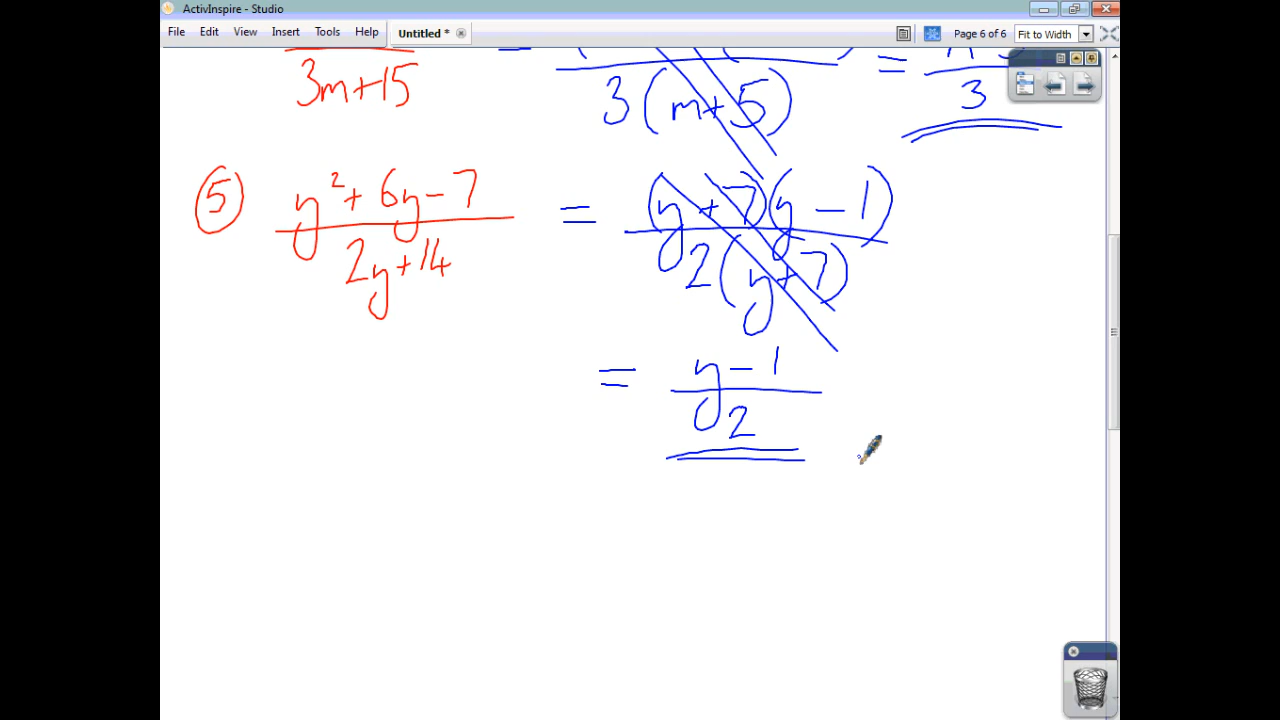 ActivInspire - Studio
File Edit View Insert Tools Help Untitled * Page 6 of 6 Fit to Width
3m+15 = 3(m+5) = 3
⑤ y²+6y-7 = (y+7)(y-1)
2y+14 2(y+7)
= y-1
2